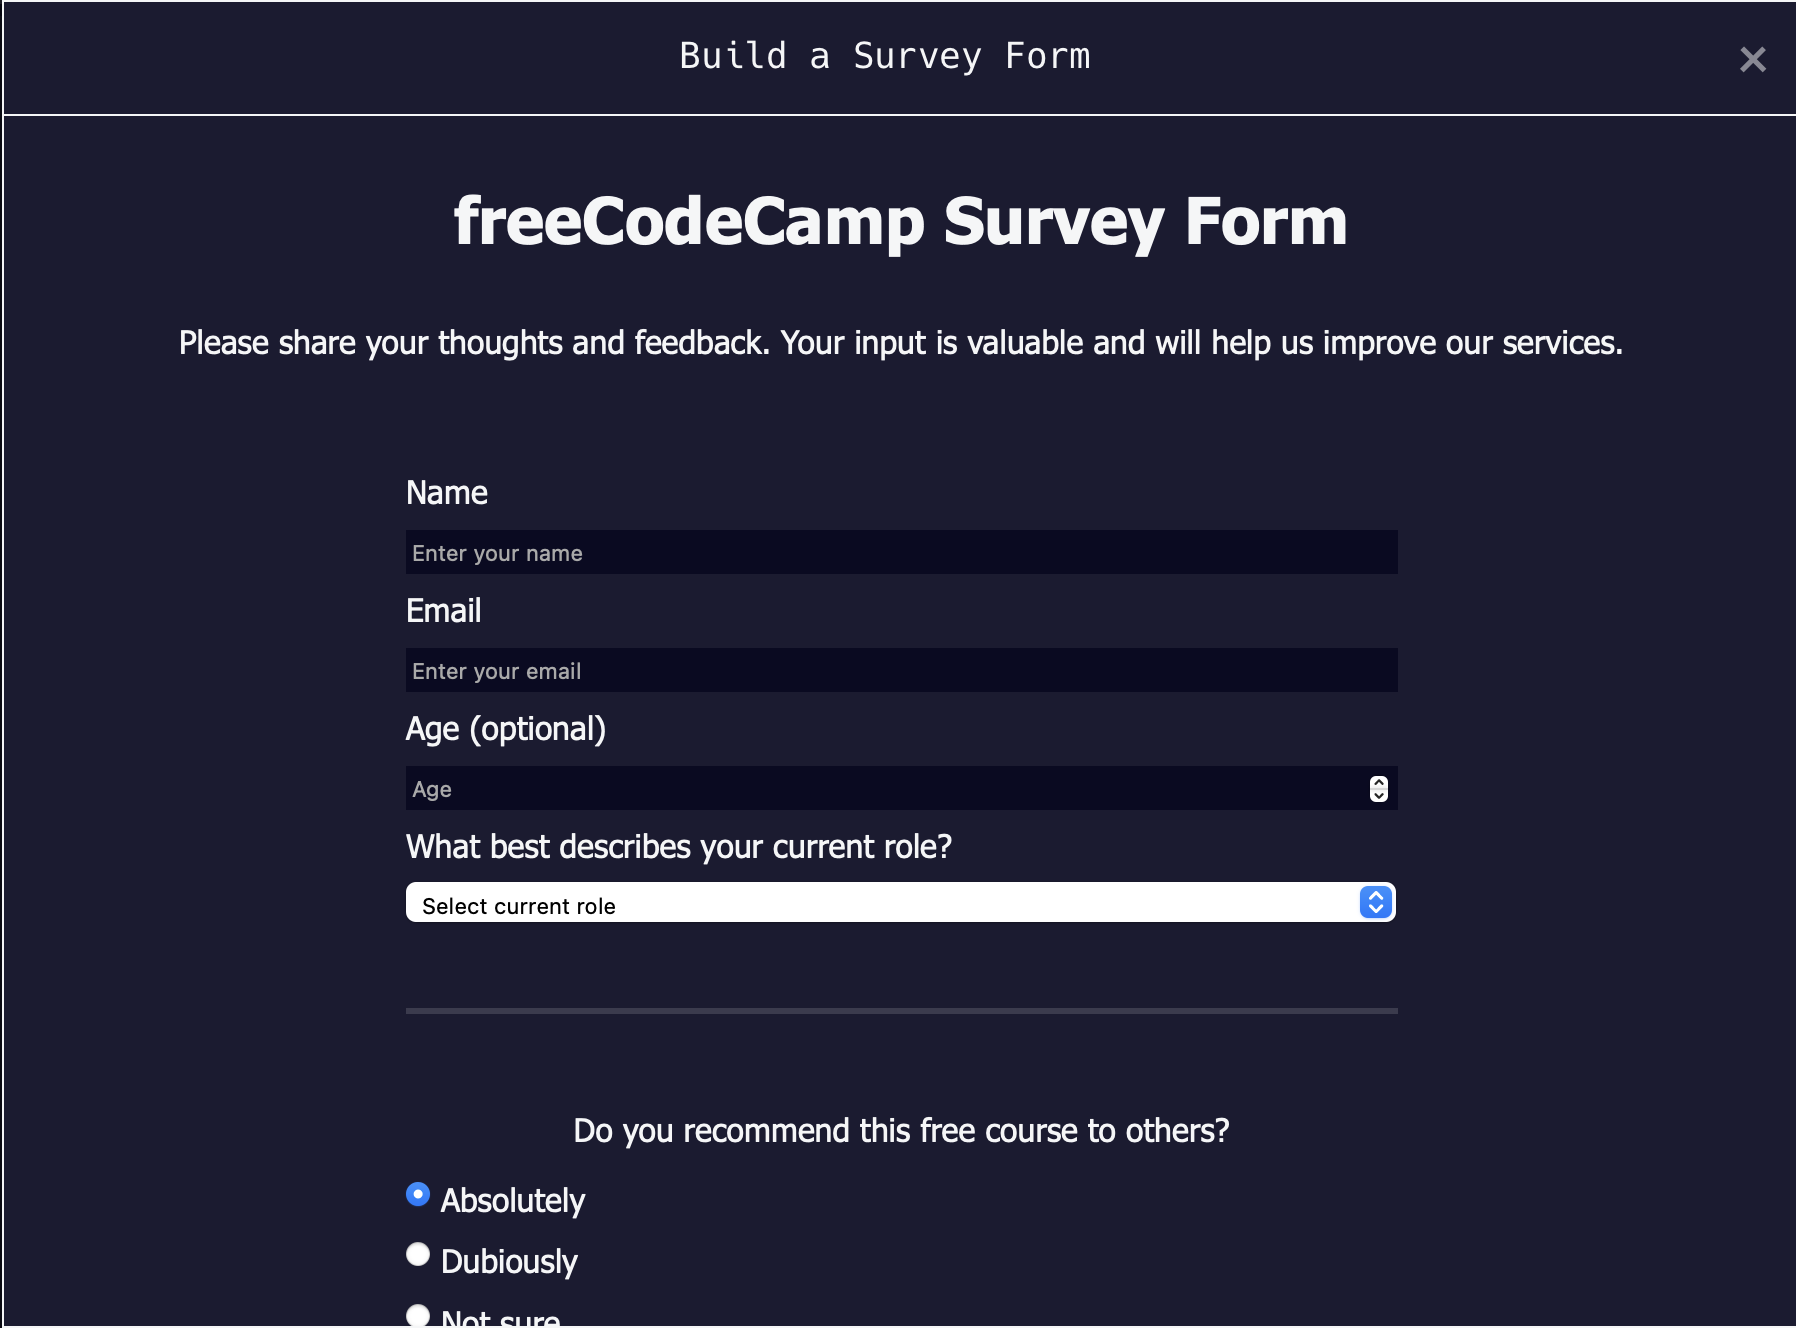 Build a Survey Form
freeCodeCamp Survey Form
Please share your thoughts and feedback. Your input is valuable and will help us improve our services.
Name
Enter your name
Email
Enter your email
Age (optional)
Age
What best describes your current role?
Select current role
Do you recommend this free course to others?
Absolutely
Dubiously
Not sure